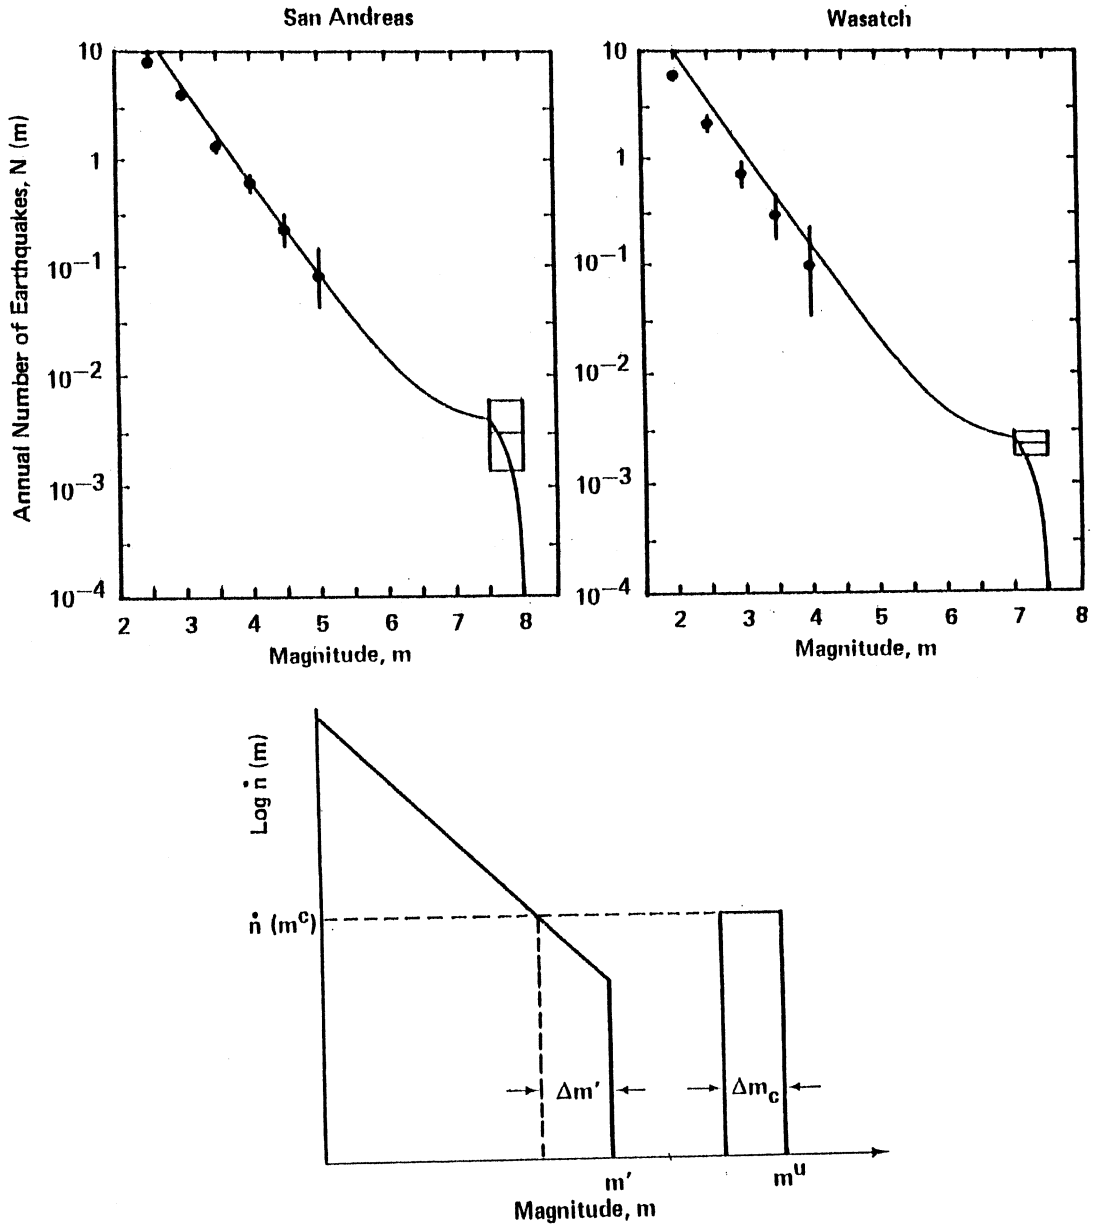 San Andreas
Annual Number of Earthquakes, N (m)
10
1
10−1
10−2
10−3
10−4
2 3 4 5 6 7 8
Magnitude, m
Wasatch
10
1
10−1
10−2
10−3
10−4
2 3 4 5 6 7 8
Magnitude, m
Log ṅ (m)
ṅ (mᶜ)
Δm′
Δm꜀
m′
mᵘ
Magnitude, m